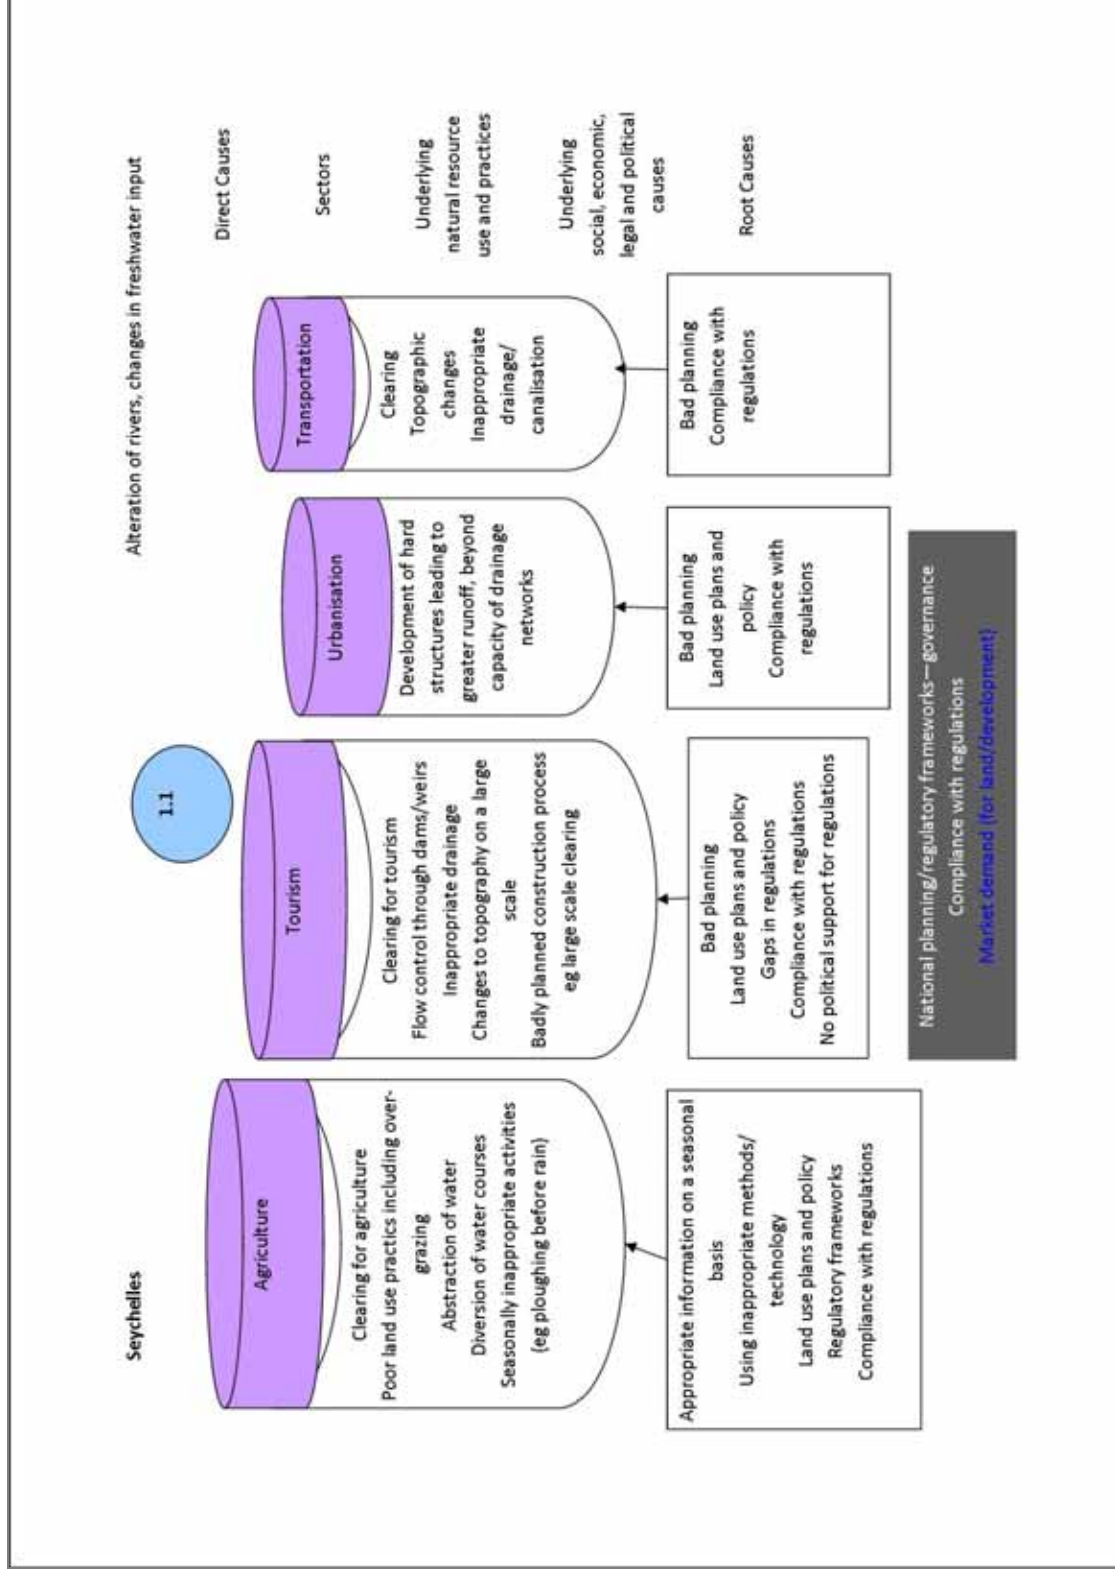 Seychelles
Alteration of rivers, changes in freshwater input
1.1
Direct Causes
Sectors
Underlying
natural resource
use and practices
Underlying
social, economic,
legal and political
causes
Root Causes
Agriculture
Clearing for agriculture
Poor land use practics including over-
grazing
Abstraction of water
Diversion of water courses
Seasonally inappropriate activities
(eg ploughing before rain)
Appropriate information on a seasonal
basis
Using inappropriate methods/
technology
Land use plans and policy
Regulatory frameworks
Compliance with regulations
Tourism
Clearing for tourism
Flow control through dams/weirs
Inappropriate drainage
Changes to topography on a large
scale
Badly planned construction process
eg large scale clearing
Bad planning
Land use plans and policy
Gaps in regulations
Compliance with regulations
No political support for regulations
Urbanisation
Development of hard
structures leading to
greater runoff, beyond
capacity of drainage
networks
Bad planning
Land use plans and
policy
Compliance with
regulations
Transportation
Clearing
Topographic
changes
Inappropriate
drainage/
canalisation
Bad planning
Compliance with
regulations
National planning/regulatory frameworks—governance
Compliance with regulations
Market demand (for land/development)